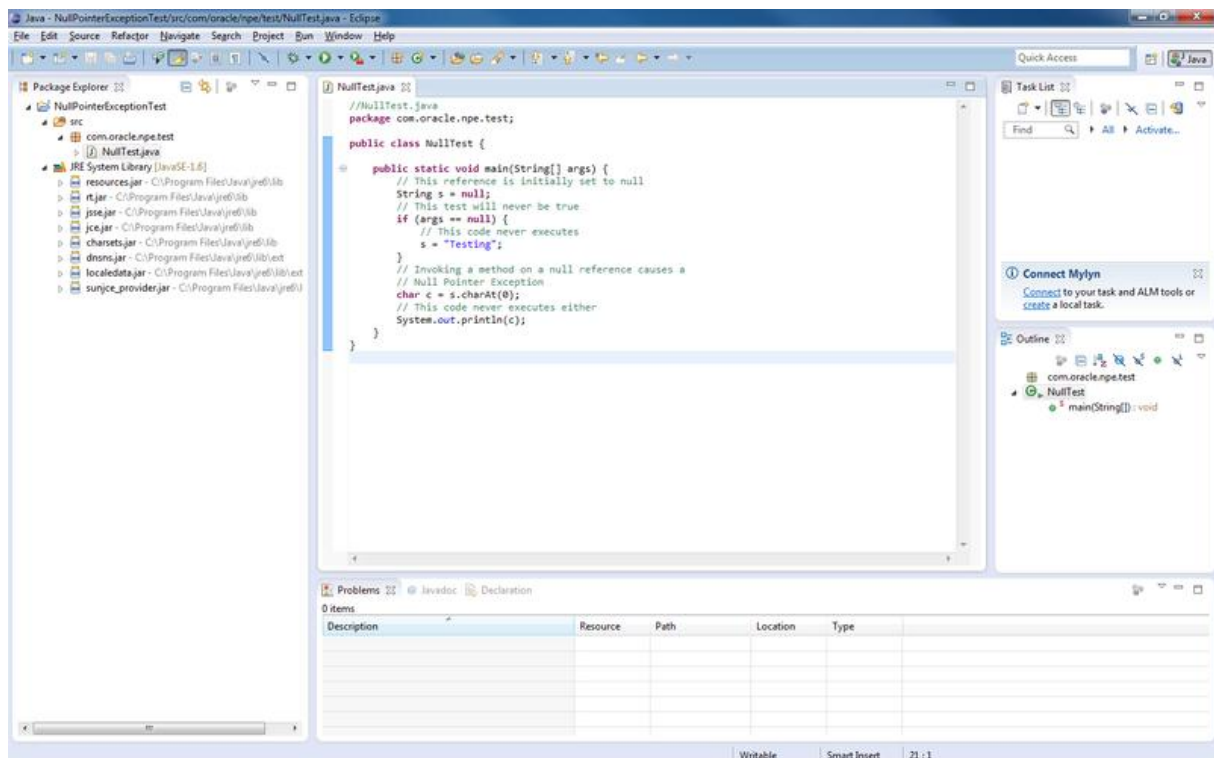 Java - NullPointerExceptionTest/src/com/oracle/npe/test/NullTest.java - Eclipse
File Edit Source Refactor Navigate Search Project Run Window Help
Quick Access
Java
Package Explorer
NullPointerExceptionTest
src
com.oracle.npe.test
NullTest.java
JRE System Library [JavaSE-1.6]
resources.jar - C:\Program Files\Java\jre6\lib
rt.jar - C:\Program Files\Java\jre6\lib
jsse.jar - C:\Program Files\Java\jre6\lib
jce.jar - C:\Program Files\Java\jre6\lib
charsets.jar - C:\Program Files\Java\jre6\lib
dnsns.jar - C:\Program Files\Java\jre6\lib\ext
localedata.jar - C:\Program Files\Java\jre6\lib\ext
sunjce_provider.jar - C:\Program Files\Java\jre6\l
NullTest.java
//NullTest.java
package com.oracle.npe.test;
public class NullTest {
public static void main(String[] args) {
// This reference is initially set to null
String s = null;
// This test will never be true
if (args == null) {
// This code never executes
s = "Testing";
}
// Invoking a method on a null reference causes a
// Null Pointer Exception
char c = s.charAt(0);
// This code never executes either
System.out.println(c);
}
}
Task List
Find All Activate...
Connect Mylyn
Connect to your task and ALM tools or
create a local task.
Outline
com.oracle.npe.test
NullTest
main(String[]) : void
Problems Javadoc Declaration
0 items
Description Resource Path Location Type
Writable Smart Insert 21 : 1